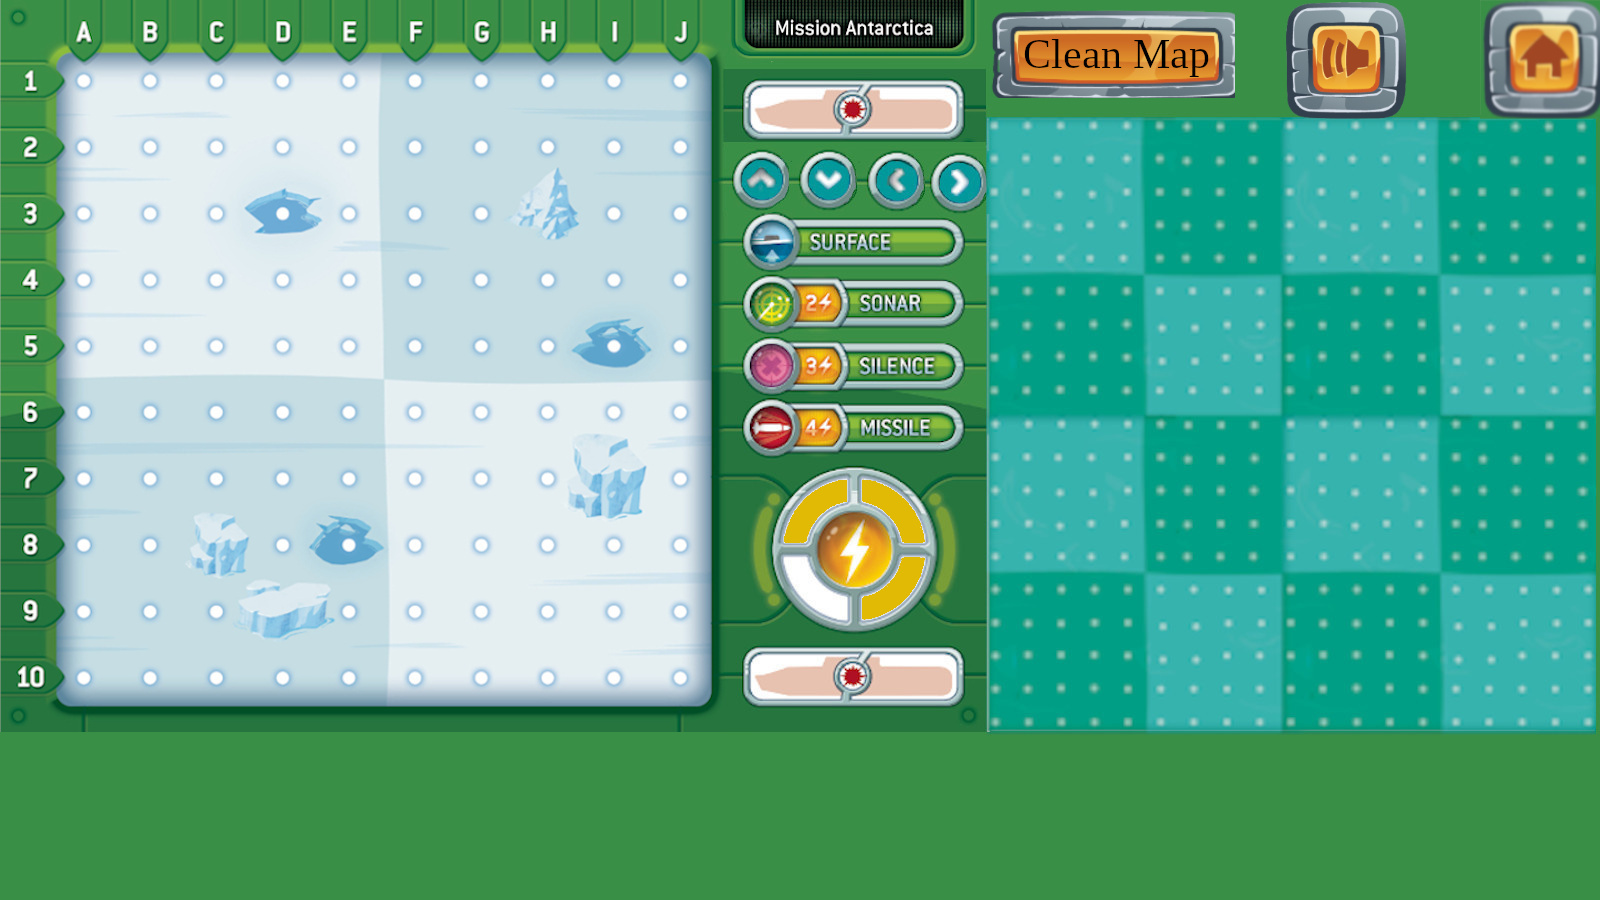 A B C D E F G H I J
Mission Antarctica
Clean Map
1
2
3
SURFACE
4
2 SONAR
5
3 SILENCE
6
4 MISSILE
7
8
9
10